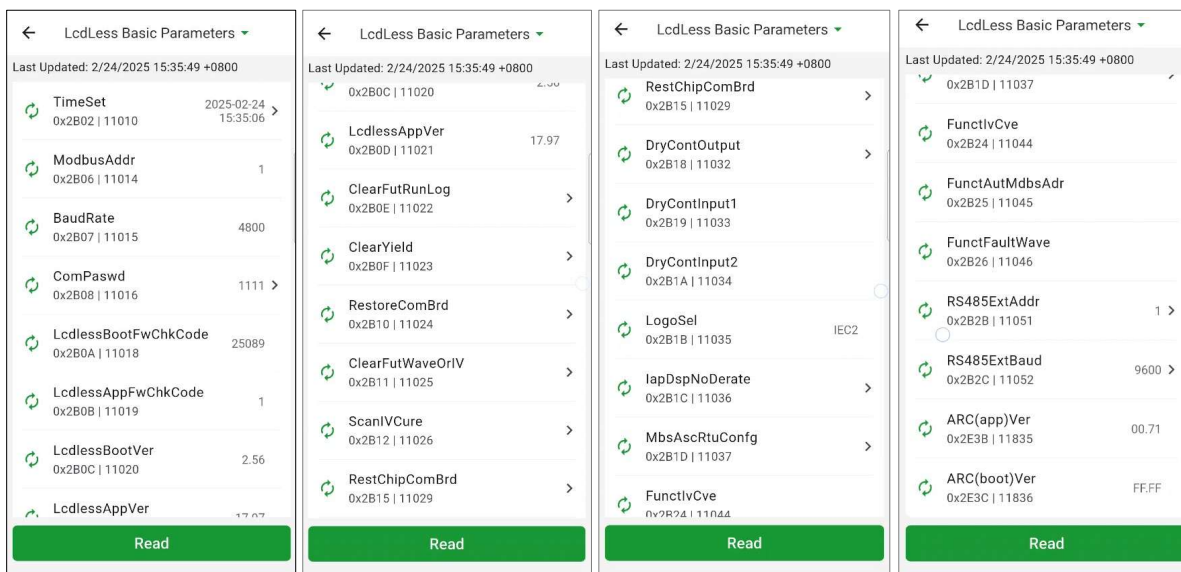 LcdLess Basic Parameters
Last Updated: 2/24/2025 15:35:49 +0800
TimeSet
0x2B02 | 11010
2025-02-24
15:35:06
ModbusAddr
0x2B06 | 11014
1
BaudRate
0x2B07 | 11015
4800
ComPaswd
0x2B08 | 11016
1111
LcdlessBootFwChkCode
0x2B0A | 11018
25089
LcdlessAppFwChkCode
0x2B0B | 11019
1
LcdlessBootVer
0x2B0C | 11020
2.56
LcdlessAppVer
17.97
Read
LcdLess Basic Parameters
Last Updated: 2/24/2025 15:35:49 +0800
0x2B0C | 11020
2.56
LcdlessAppVer
0x2B0D | 11021
17.97
ClearFutRunLog
0x2B0E | 11022
ClearYield
0x2B0F | 11023
RestoreComBrd
0x2B10 | 11024
ClearFutWaveOrIV
0x2B11 | 11025
ScanIVCure
0x2B12 | 11026
RestChipComBrd
0x2B15 | 11029
Read
LcdLess Basic Parameters
Last Updated: 2/24/2025 15:35:49 +0800
RestChipComBrd
0x2B15 | 11029
DryContOutput
0x2B18 | 11032
DryContInput1
0x2B19 | 11033
DryContInput2
0x2B1A | 11034
LogoSel
0x2B1B | 11035
IEC2
IapDspNoDerate
0x2B1C | 11036
MbsAscRtuConfg
0x2B1D | 11037
FunctIvCve
0x2B24 | 11044
Read
LcdLess Basic Parameters
Last Updated: 2/24/2025 15:35:49 +0800
0x2B1D | 11037
FunctIvCve
0x2B24 | 11044
FunctAutMdbsAdr
0x2B25 | 11045
FunctFaultWave
0x2B26 | 11046
RS485ExtAddr
0x2B2B | 11051
1
RS485ExtBaud
0x2B2C | 11052
9600
ARC(app)Ver
0x2E3B | 11835
00.71
ARC(boot)Ver
0x2E3C | 11836
FF.FF
Read